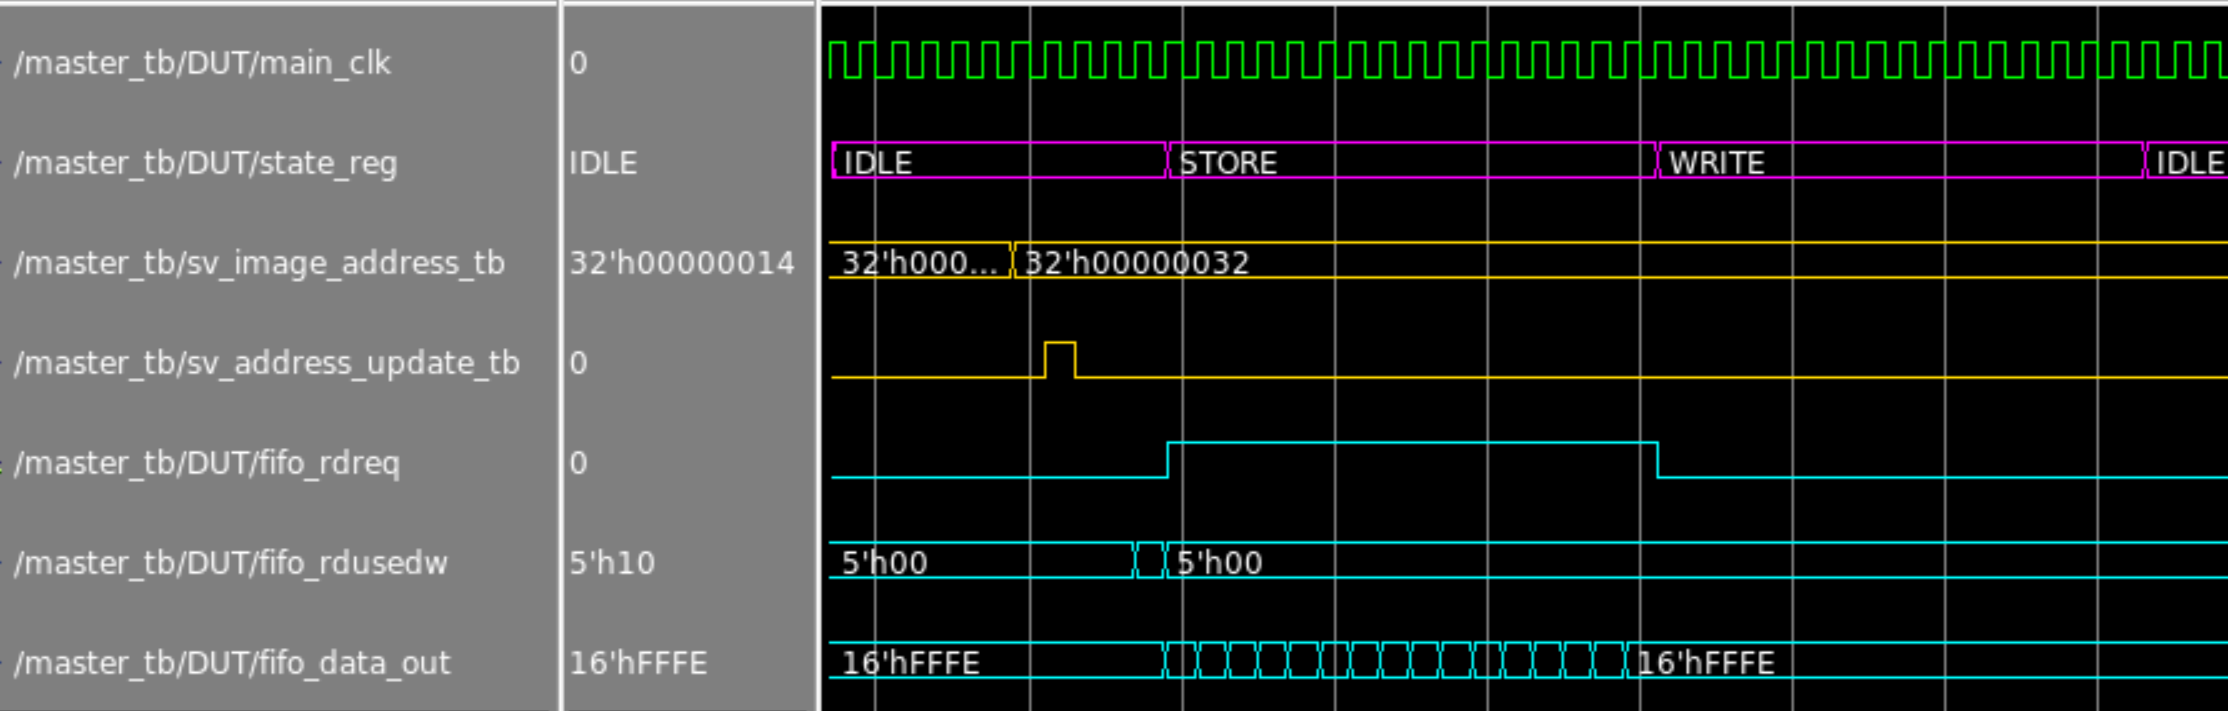 /master_tb/DUT/main_clk 0
/master_tb/DUT/state_reg IDLE IDLE STORE WRITE IDLE
/master_tb/sv_image_address_tb 32'h00000014 32'h000... 32'h00000032
/master_tb/sv_address_update_tb 0
/master_tb/DUT/fifo_rdreq 0
/master_tb/DUT/fifo_rdusedw 5'h10 5'h00 5'h00
/master_tb/DUT/fifo_data_out 16'hFFFE 16'hFFFE 16'hFFFE